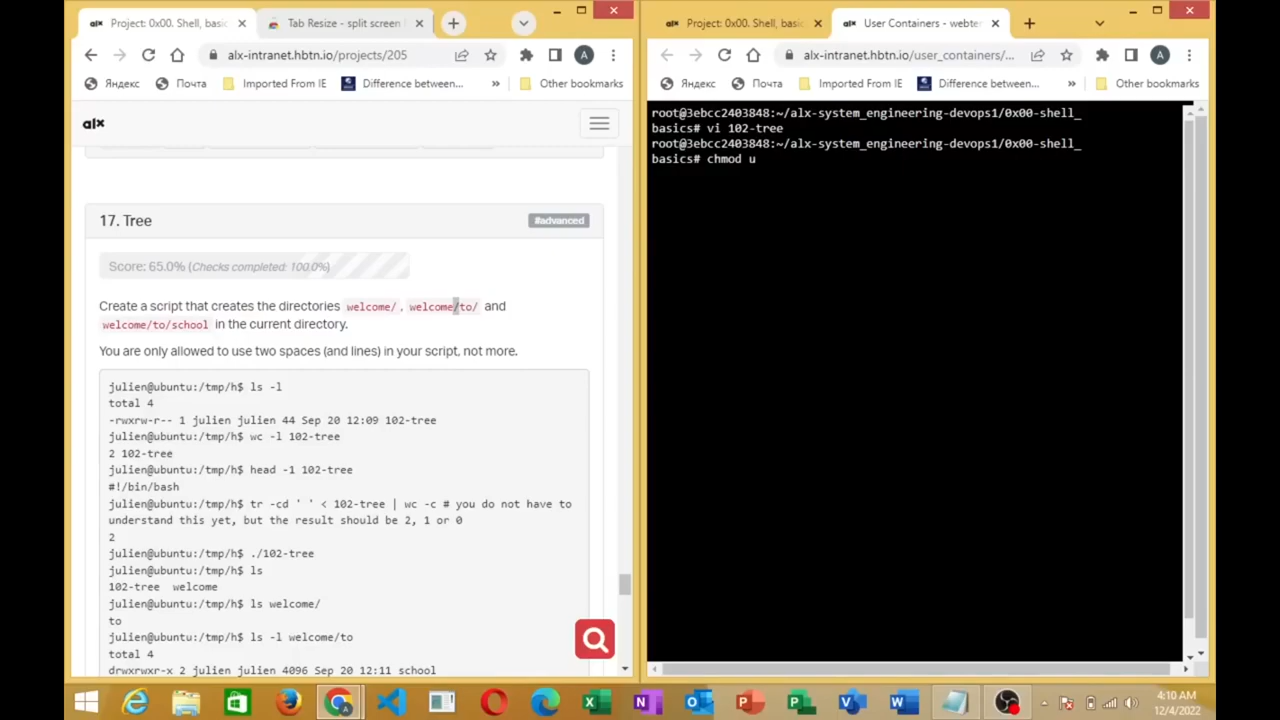 Project: 0x00. Shell, basic
Tab Resize - split screen
alx-intranet.hbtn.io/projects/205
A
Яндекс
Почта
Imported From IE
Difference between...
»
Other bookmarks
alx
17. Tree
#advanced
Score: 65.0% (Checks completed: 100.0%)
Create a script that creates the directories welcome/ , welcome/to/ and
welcome/to/school in the current directory.
You are only allowed to use two spaces (and lines) in your script, not more.
julien@ubuntu:/tmp/h$ ls -l
total 4
-rwxrw-r-- 1 julien julien 44 Sep 20 12:09 102-tree
julien@ubuntu:/tmp/h$ wc -l 102-tree
2 102-tree
julien@ubuntu:/tmp/h$ head -1 102-tree
#!/bin/bash
julien@ubuntu:/tmp/h$ tr -cd ' ' < 102-tree | wc -c # you do not have to
understand this yet, but the result should be 2, 1 or 0
2
julien@ubuntu:/tmp/h$ ./102-tree
julien@ubuntu:/tmp/h$ ls
102-tree  welcome
julien@ubuntu:/tmp/h$ ls welcome/
to
julien@ubuntu:/tmp/h$ ls -l welcome/to
total 4
drwxrwxr-x 2 julien julien 4096 Sep 20 12:11 school
Project: 0x00. Shell, basic
User Containers - webter
alx-intranet.hbtn.io/user_containers/...
A
Яндекс
Почта
Imported From IE
Difference between...
»
Other bookmarks
root@3ebcc2403848:~/alx-system_engineering-devops1/0x00-shell_
basics# vi 102-tree
root@3ebcc2403848:~/alx-system_engineering-devops1/0x00-shell_
basics# chmod u
4:10 AM
12/4/2022